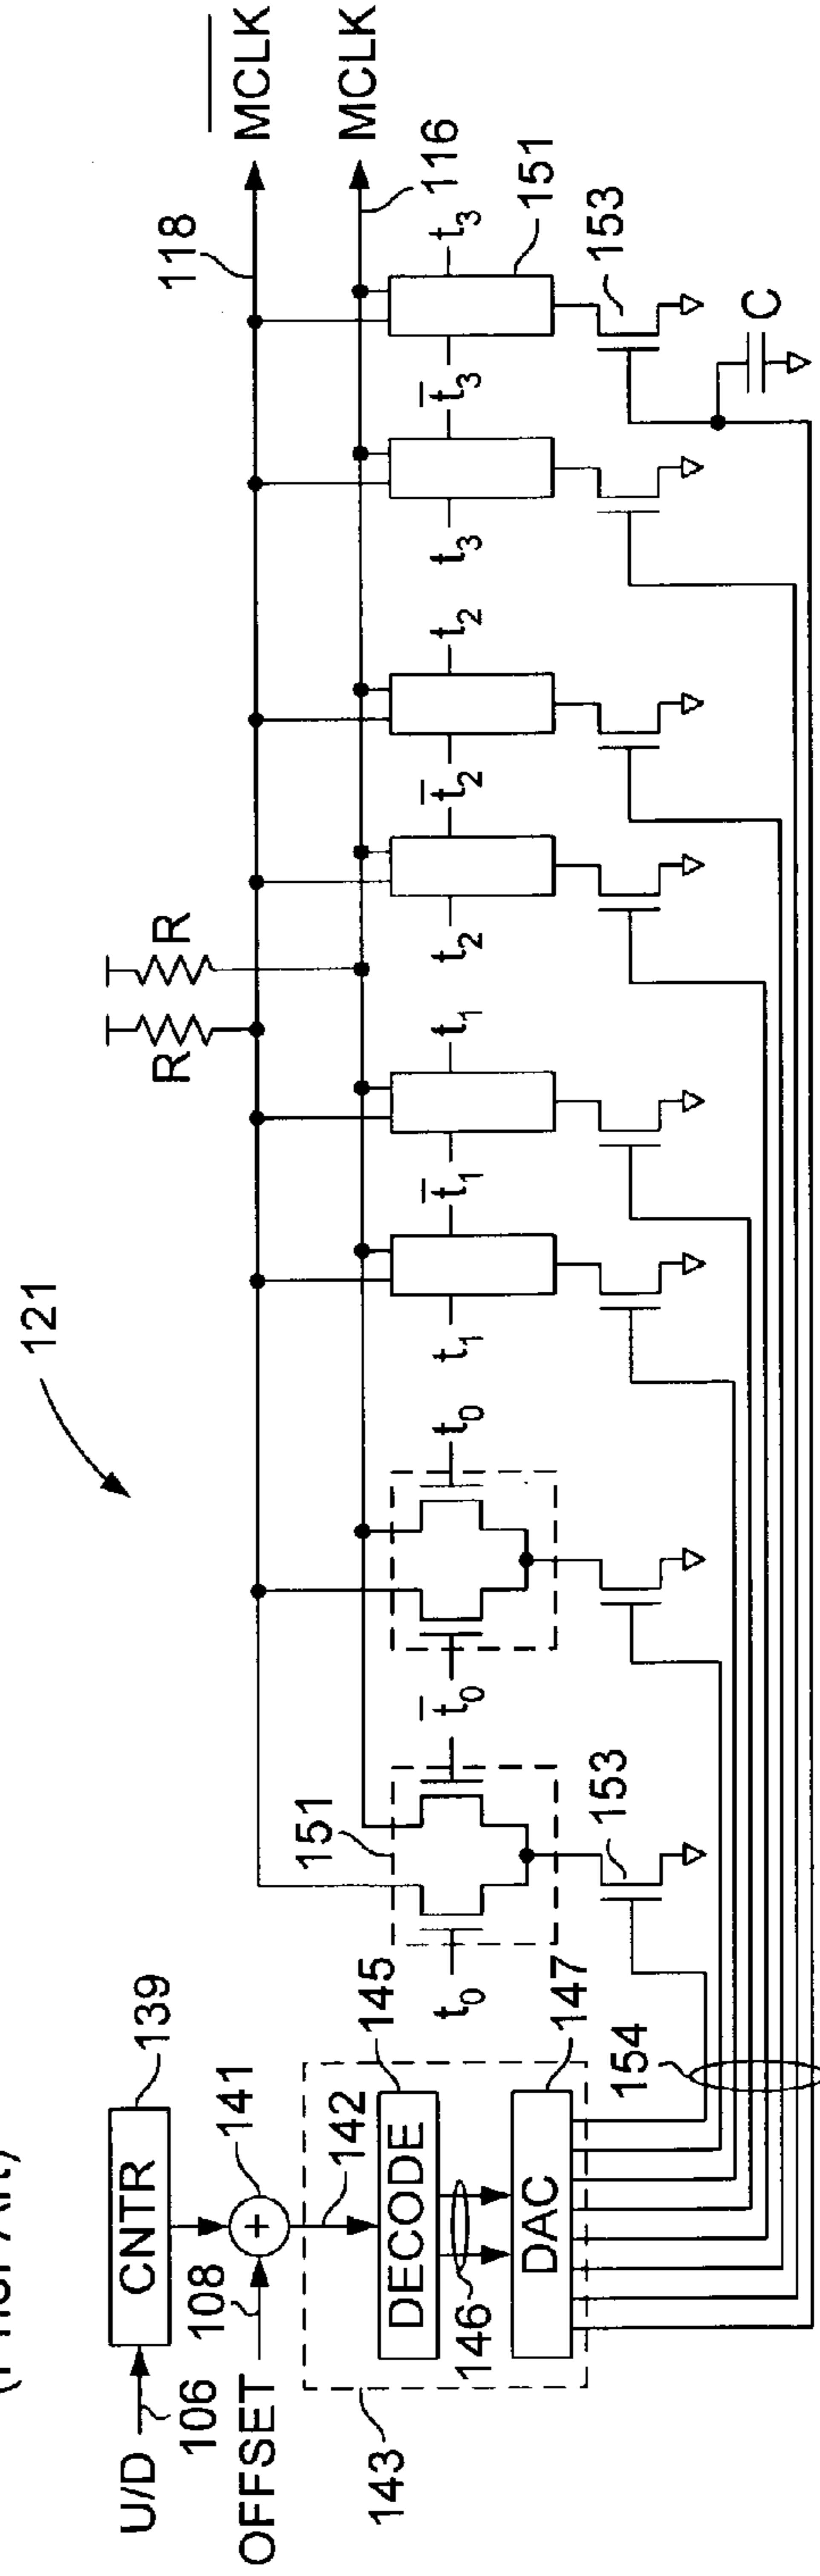 (Prior Art)
121
U/D
106
CNTR
139
OFFSET
108
+
141
142
143
DECODE
145
146
DAC
147
154
R
R
118
M̅C̅L̅K̅
MCLK
116
151
t₀
t̅₀
t̅₀
t₀
t₁
t̅₁
t₁
t₂
t̅₂
t₂
t₃
t̅₃
t₃
151
153
153
C